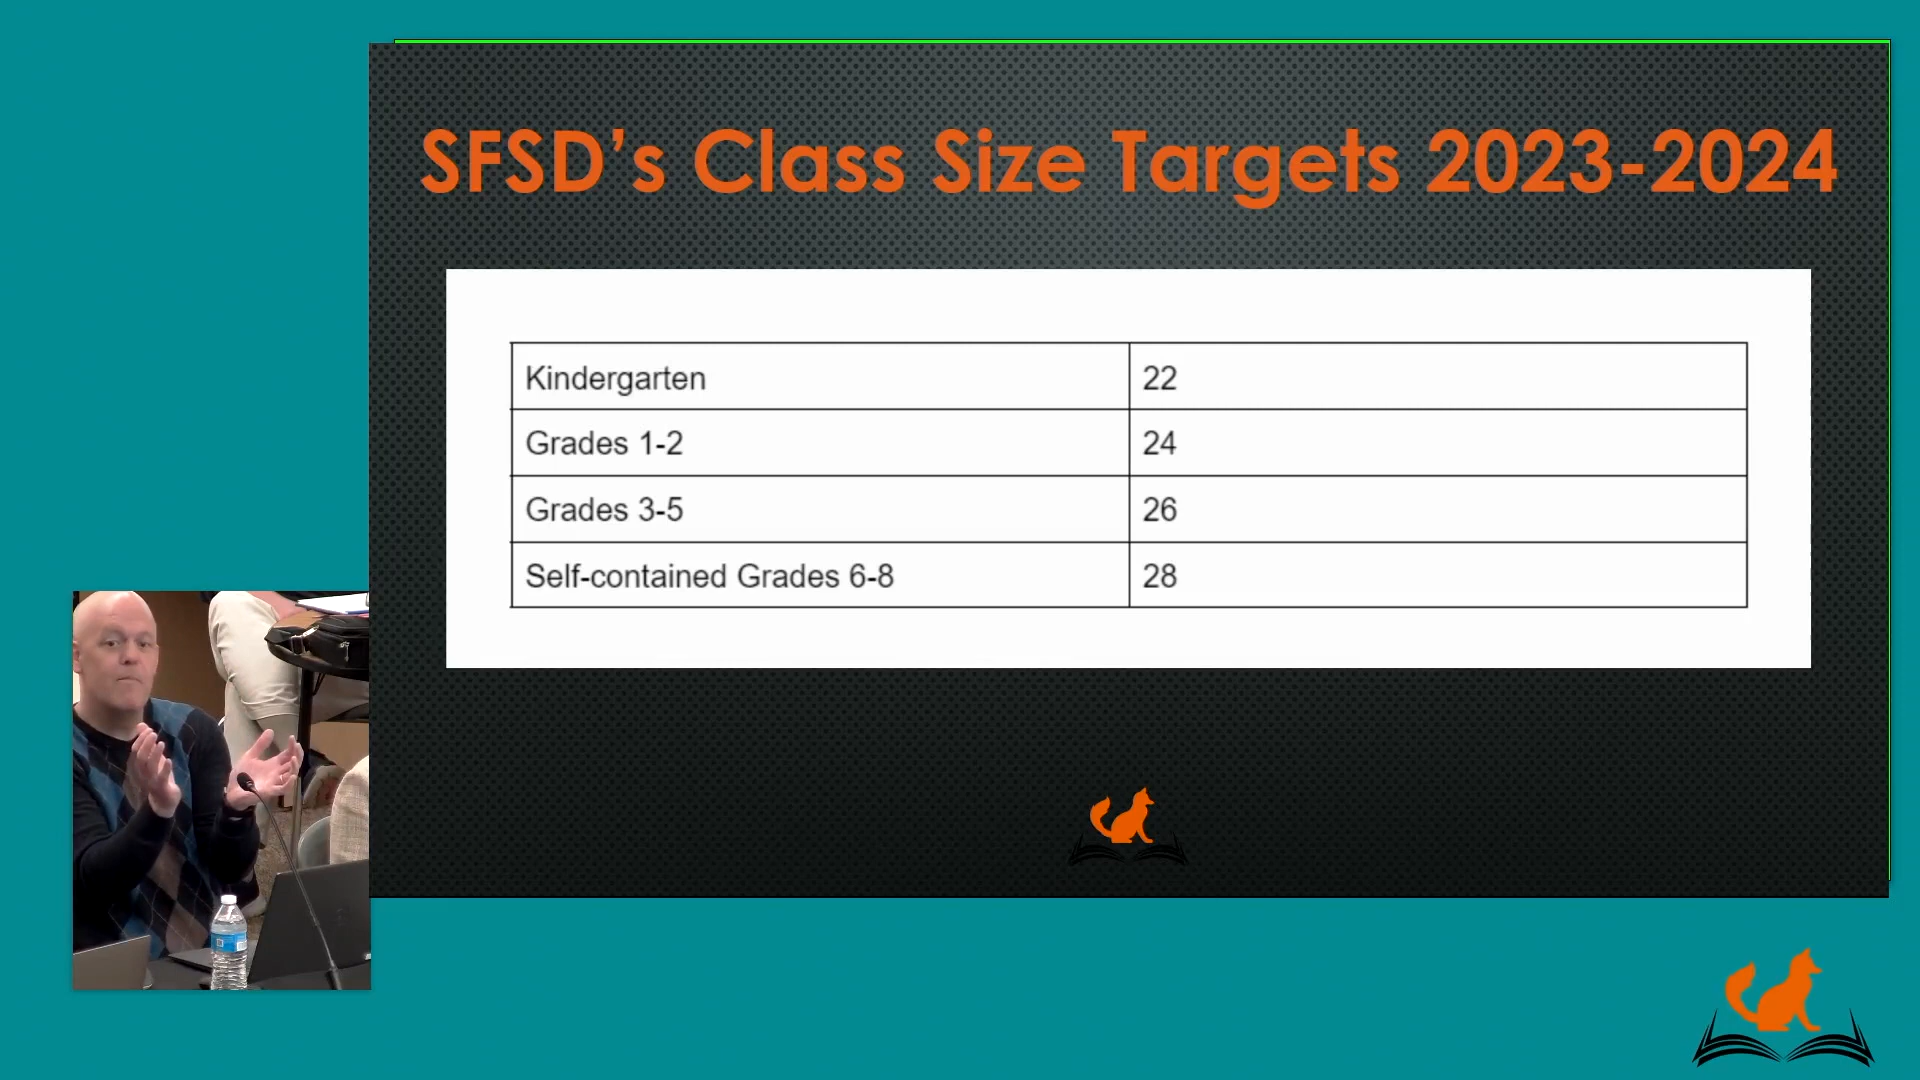 SFSD’s Class Size Targets 2023-2024
Kindergarten 22
Grades 1-2 24
Grades 3-5 26
Self-contained Grades 6-8 28